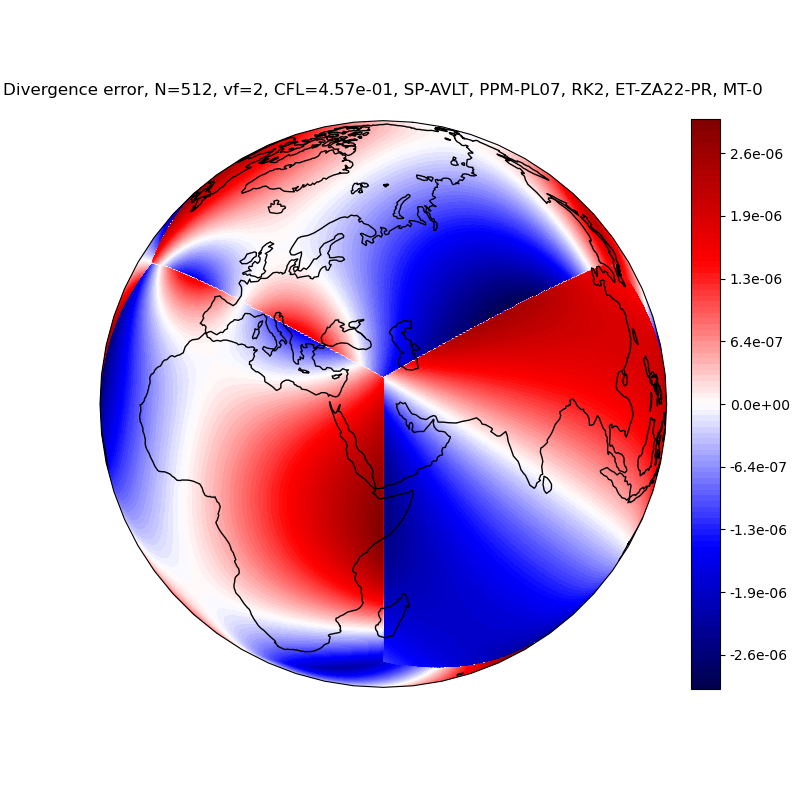 Divergence error, N=512, vf=2, CFL=4.57e-01, SP-AVLT, PPM-PL07, RK2, ET-ZA22-PR, MT-0
2.6e-06
1.9e-06
1.3e-06
6.4e-07
0.0e+00
-6.4e-07
-1.3e-06
-1.9e-06
-2.6e-06